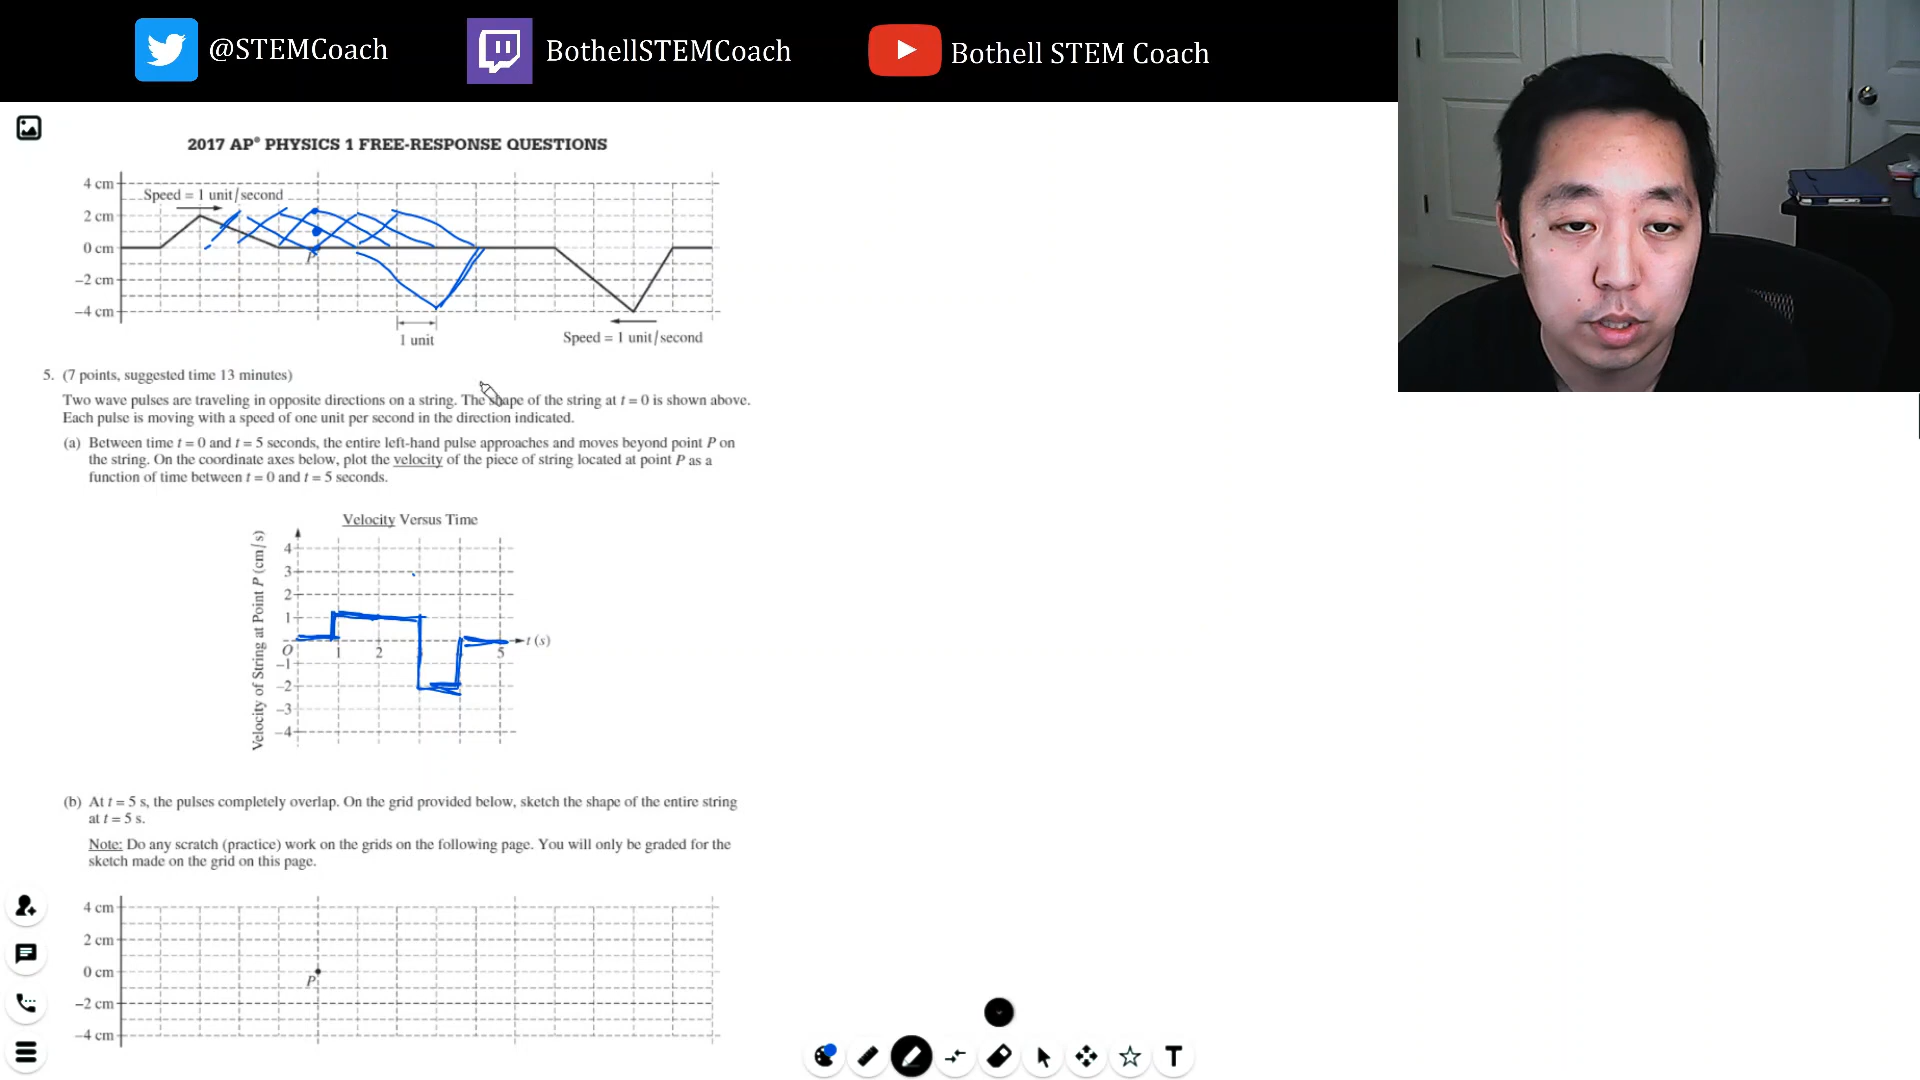 @STEMCoach
BothellSTEMCoach
Bothell STEM Coach
2017 AP® PHYSICS 1 FREE-RESPONSE QUESTIONS
4 cm
Speed = 1 unit/second
2 cm
0 cm
P
−2 cm
−4 cm
1 unit
Speed = 1 unit/second
5. (7 points, suggested time 13 minutes)
Two wave pulses are traveling in opposite directions on a string. The shape of the string at t = 0 is shown above.
Each pulse is moving with a speed of one unit per second in the direction indicated.
(a) Between time t = 0 and t = 5 seconds, the entire left-hand pulse approaches and moves beyond point P on
the string. On the coordinate axes below, plot the velocity of the piece of string located at point P as a
function of time between t = 0 and t = 5 seconds.
Velocity Versus Time
Velocity of String at Point P (cm/s)
4
3
2
1
O
1
2
5
t (s)
−1
−2
−3
−4
(b) At t = 5 s, the pulses completely overlap. On the grid provided below, sketch the shape of the entire string
at t = 5 s.
Note: Do any scratch (practice) work on the grids on the following page. You will only be graded for the
sketch made on the grid on this page.
4 cm
2 cm
0 cm
P
−2 cm
−4 cm
T